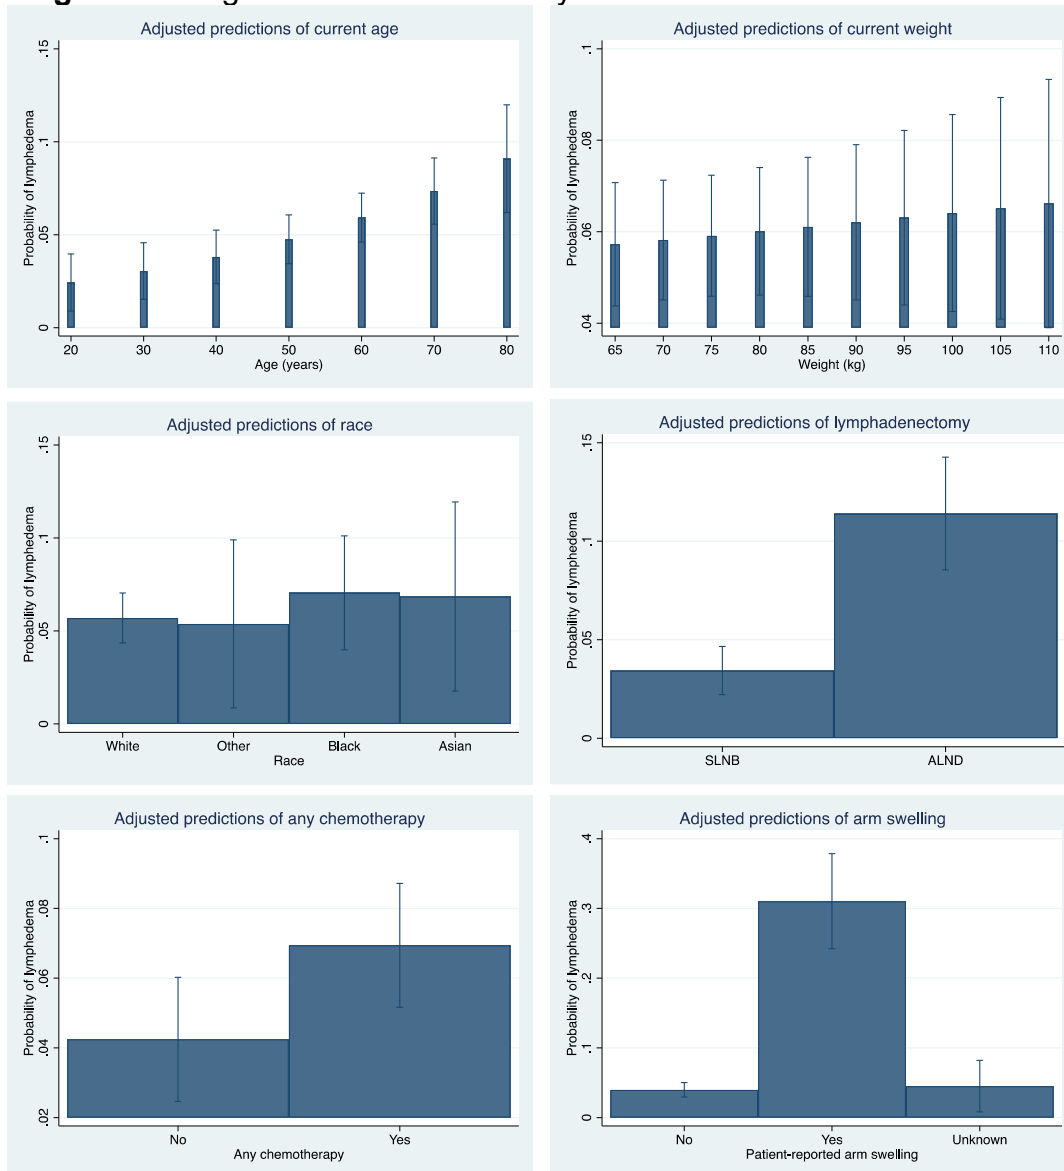 Adjusted predictions of current age
Probability of lymphedema
0 .05 .1 .15
20 30 40 50 60 70 80
Age (years)
Adjusted predictions of current weight
Probability of lymphedema
.04 .06 .08 .1
65 70 75 80 85 90 95 100 105 110
Weight (kg)
Adjusted predictions of race
Probability of lymphedema
0 .05 .1 .15
White Other Black Asian
Race
Adjusted predictions of lymphadenectomy
Probability of lymphedema
0 .05 .1 .15
SLNB ALND
Adjusted predictions of any chemotherapy
Probability of lymphedema
.02 .04 .06 .08 .1
No Yes
Any chemotherapy
Adjusted predictions of arm swelling
Probability of lymphedema
0 .1 .2 .3 .4
No Yes Unknown
Patient-reported arm swelling